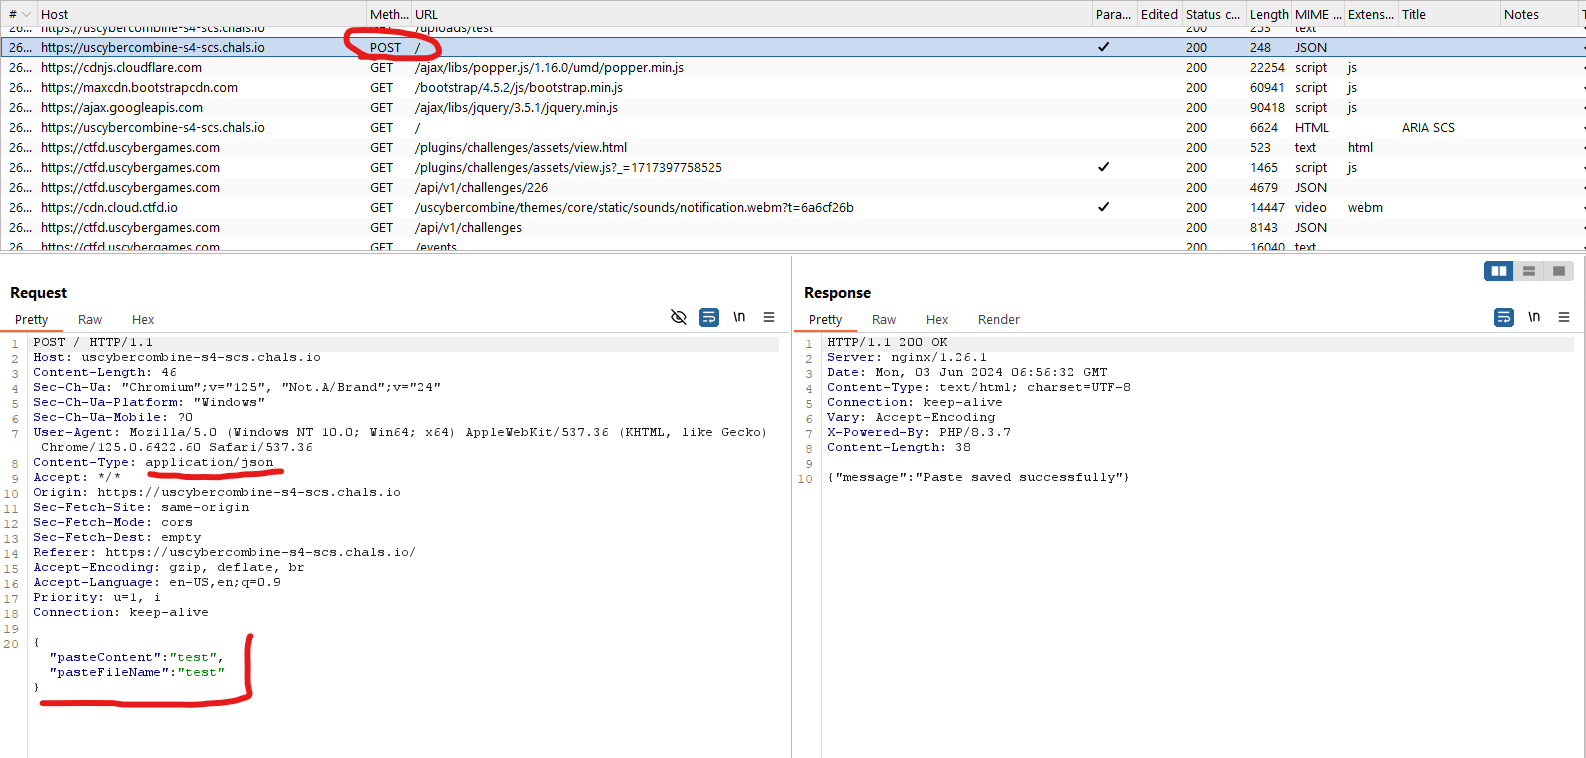 # Host Meth... URL Para... Edited Status c... Length MIME ... Extens... Title Notes
26... https://uscybercombine-s4-scs.chals.io /uploads/test 200 253 text
26... https://uscybercombine-s4-scs.chals.io POST / ✓ 200 248 JSON
26... https://cdnjs.cloudflare.com GET /ajax/libs/popper.js/1.16.0/umd/popper.min.js 200 22254 script js
26... https://maxcdn.bootstrapcdn.com GET /bootstrap/4.5.2/js/bootstrap.min.js 200 60941 script js
26... https://ajax.googleapis.com GET /ajax/libs/jquery/3.5.1/jquery.min.js 200 90418 script js
26... https://uscybercombine-s4-scs.chals.io GET / 200 6624 HTML ARIA SCS
26... https://ctfd.uscybergames.com GET /plugins/challenges/assets/view.html 200 523 text html
26... https://ctfd.uscybergames.com GET /plugins/challenges/assets/view.js?_=1717397758525 ✓ 200 1465 script js
26... https://ctfd.uscybergames.com GET /api/v1/challenges/226 200 4679 JSON
26... https://cdn.cloud.ctfd.io GET /uscybercombine/themes/core/static/sounds/notification.webm?t=6a6cf26b ✓ 200 14447 video webm
26... https://ctfd.uscybergames.com GET /api/v1/challenges 200 8143 JSON
26... https://ctfd.uscybergames.com GET /events 200 16040 text
Request
Pretty Raw Hex
\n
1 POST / HTTP/1.1
2 Host: uscybercombine-s4-scs.chals.io
3 Content-Length: 46
4 Sec-Ch-Ua: "Chromium";v="125", "Not.A/Brand";v="24"
5 Sec-Ch-Ua-Platform: "Windows"
6 Sec-Ch-Ua-Mobile: ?0
7 User-Agent: Mozilla/5.0 (Windows NT 10.0; Win64; x64) AppleWebKit/537.36 (KHTML, like Gecko)
Chrome/125.0.6422.60 Safari/537.36
8 Content-Type: application/json
9 Accept: */*
10 Origin: https://uscybercombine-s4-scs.chals.io
11 Sec-Fetch-Site: same-origin
12 Sec-Fetch-Mode: cors
13 Sec-Fetch-Dest: empty
14 Referer: https://uscybercombine-s4-scs.chals.io/
15 Accept-Encoding: gzip, deflate, br
16 Accept-Language: en-US,en;q=0.9
17 Priority: u=1, i
18 Connection: keep-alive
19
20 {
"pasteContent":"test",
"pasteFileName":"test"
}
Response
Pretty Raw Hex Render
\n
1 HTTP/1.1 200 OK
2 Server: nginx/1.26.1
3 Date: Mon, 03 Jun 2024 06:56:32 GMT
4 Content-Type: text/html; charset=UTF-8
5 Connection: keep-alive
6 Vary: Accept-Encoding
7 X-Powered-By: PHP/8.3.7
8 Content-Length: 38
9
10 {"message":"Paste saved successfully"}